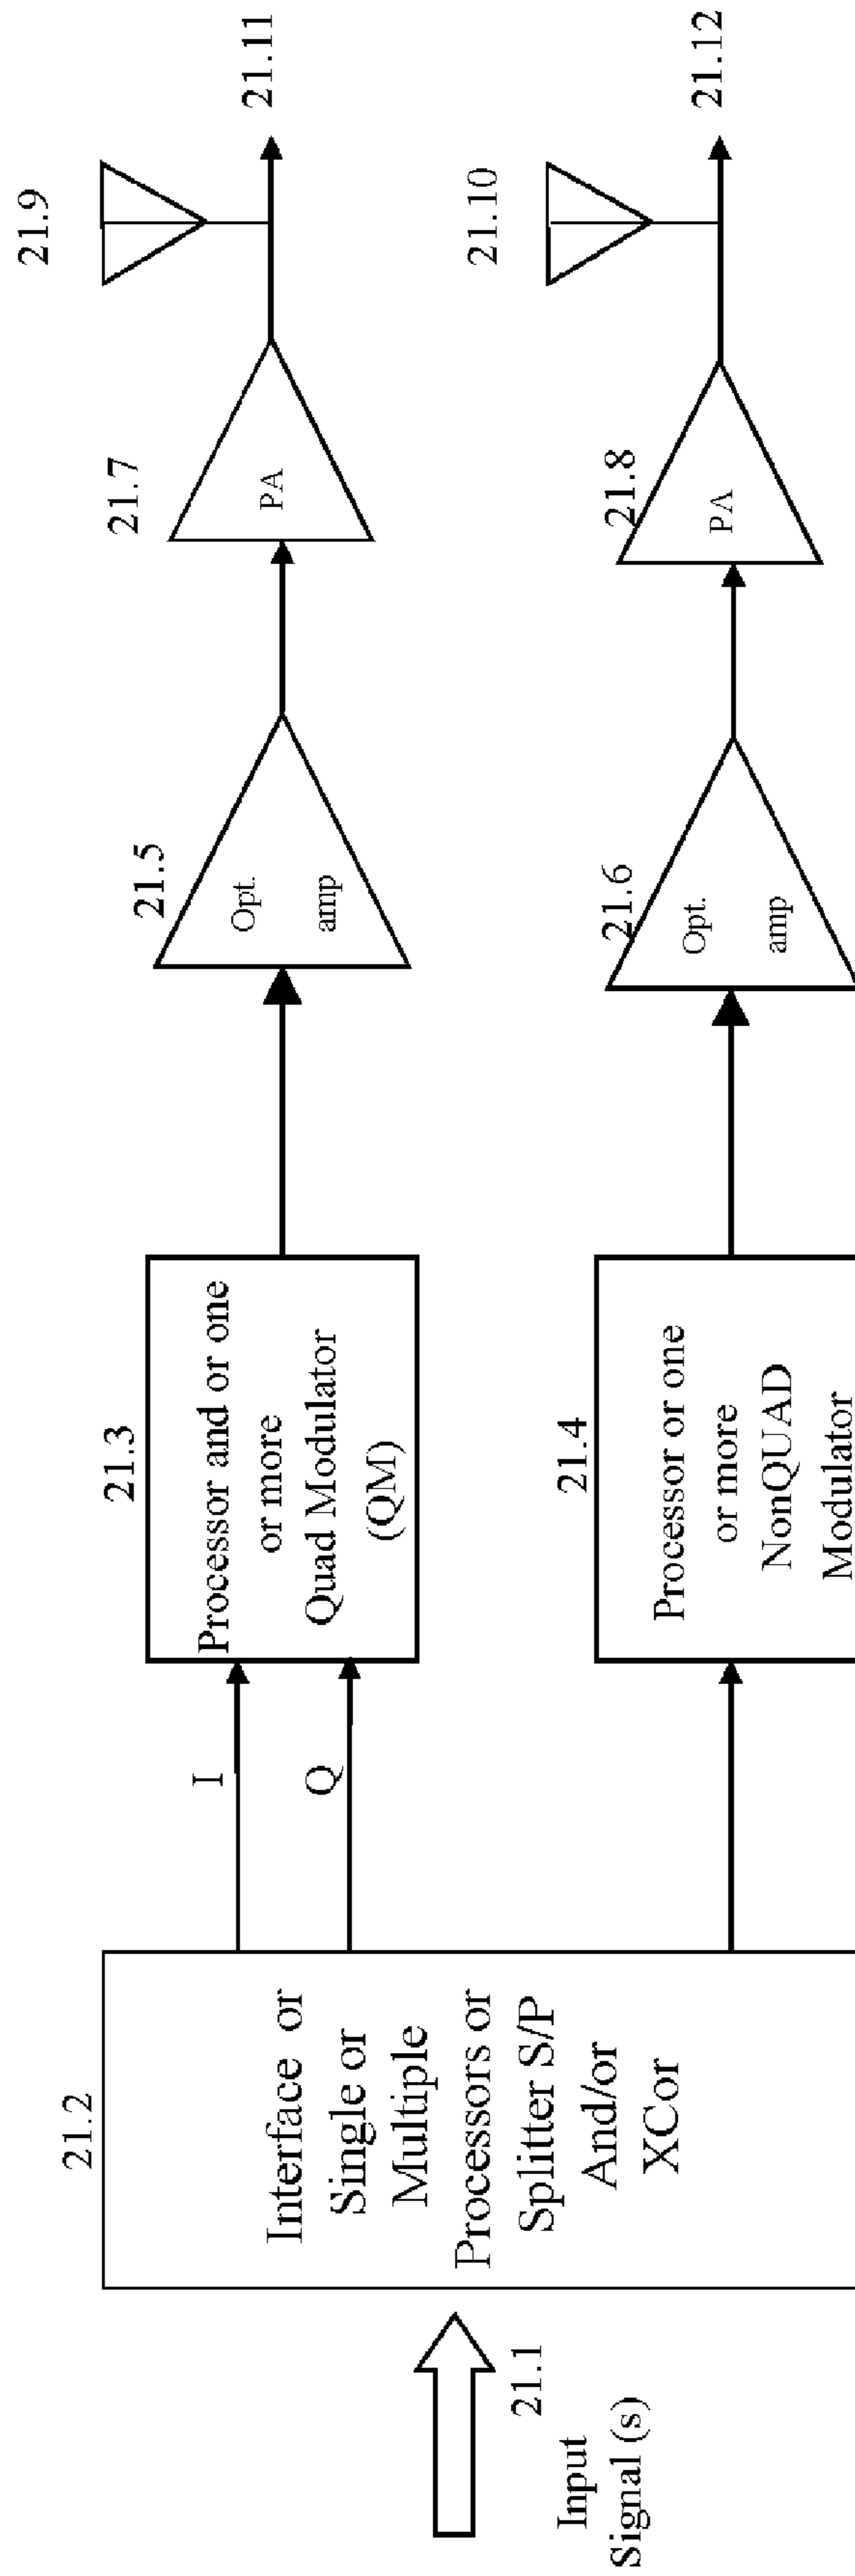 21.1
Input
Signal (s)
21.2
Interface or
Single or
Multiple
Processors or
Splitter S/P
And/or
XCor
I
Q
21.3
Processor and or one
or more
Quad Modulator
(QM)
21.5
Opt.
amp
21.7
PA
21.9
21.11
21.4
Processor or one
or more
NonQUAD
Modulator
21.6
Opt.
amp
21.8
PA
21.10
21.12